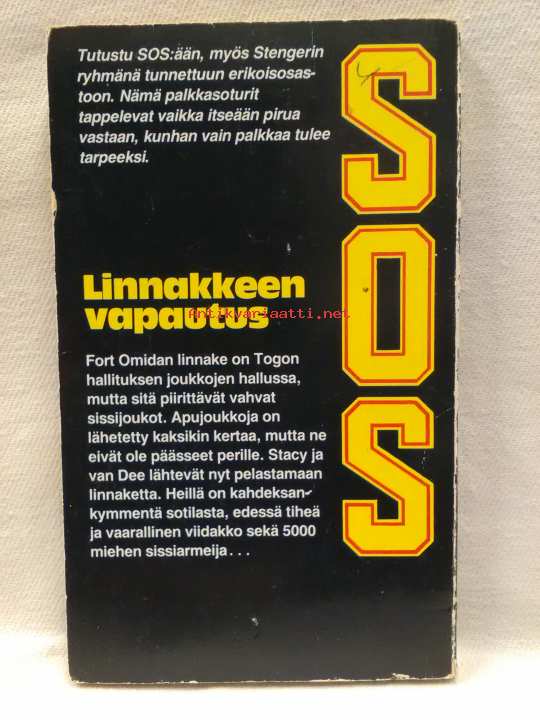 Tutustu SOS:ään, myös Stengerin
ryhmänä tunnettuun erikoisosas-
toon. Nämä palkkasoturit
tappelevat vaikka itseään pirua
vastaan, kunhan vain palkkaa tulee
tarpeeksi.
SOS
Linnakkeen
vapautus
Antikvariaatti.net
Fort Omidan linnake on Togon
hallituksen joukkojen hallussa,
mutta sitä piirittävät vahvat
sissijoukot. Apujoukkoja on
lähetetty kaksikin kertaa, mutta ne
eivät ole päässeet perille. Stacy ja
van Dee lähtevät nyt pelastamaan
linnaketta. Heillä on kahdeksan-
kymmentä sotilasta, edessä tiheä
ja vaarallinen viidakko sekä 5000
miehen sissiarmeija . . .